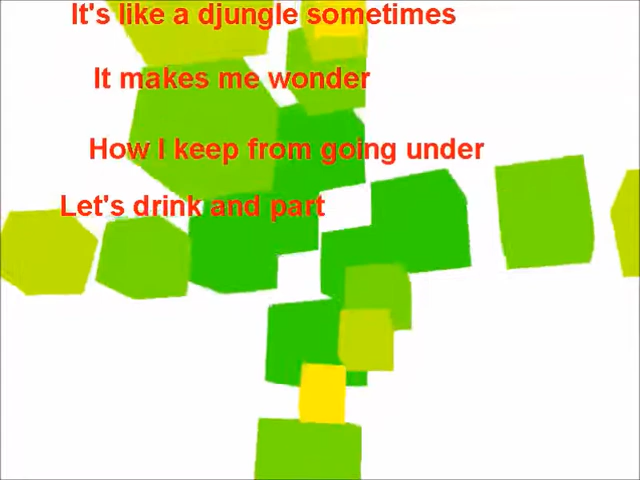 It's like a djungle sometimes
It makes me wonder
How I keep from going under
Let's drink and part